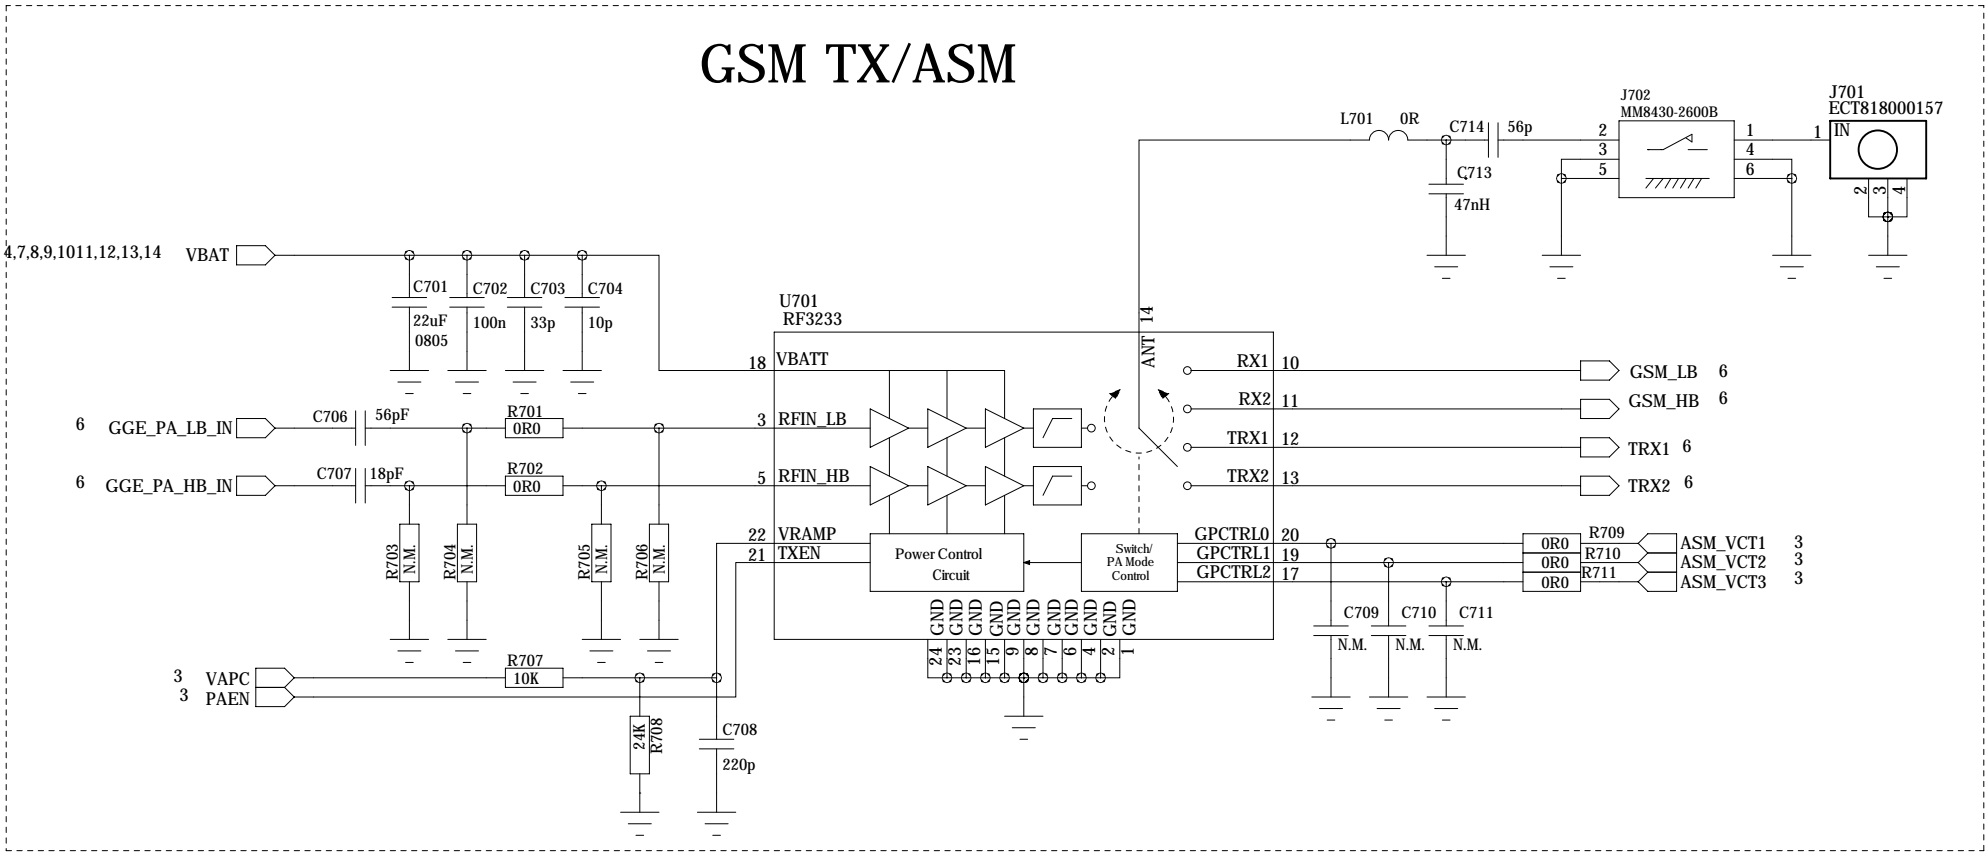 GSM TX/ASM
J702
MM8430-2600B
J701
ECT818000157
L701 0R
C714 56p
2
3
5
1
4
6
1 IN
2 3 4
C713
47nH
4,7,8,9,1011,12,13,14 VBAT
C701
22uF
0805
C702
100n
C703
33p
C704
10p
U701
RF3233
14
ANT
18 VBATT
RX1 10
GSM_LB 6
RX2 11
GSM_HB 6
6 GGE_PA_LB_IN
C706 56pF
R701
0R0
3 RFIN_LB
TRX1 12
TRX1 6
6 GGE_PA_HB_IN
C707 18pF
R702
0R0
5 RFIN_HB
TRX2 13
TRX2 6
R703
N.M.
R704
N.M.
R705
N.M.
R706
N.M.
22 VRAMP
21 TXEN
Power Control
Circuit
Switch/
PA Mode
Control
GPCTRL0 20
GPCTRL1 19
GPCTRL2 17
0R0 R709 ASM_VCT1 3
0R0 R710 ASM_VCT2 3
0R0 R711 ASM_VCT3 3
GND GND GND GND GND GND GND GND GND GND GND
24 23 16 15 9 8 7 6 4 2 1
C709
N.M.
C710
N.M.
C711
N.M.
3 VAPC
3 PAEN
R707
10K
24K
R708
C708
220p